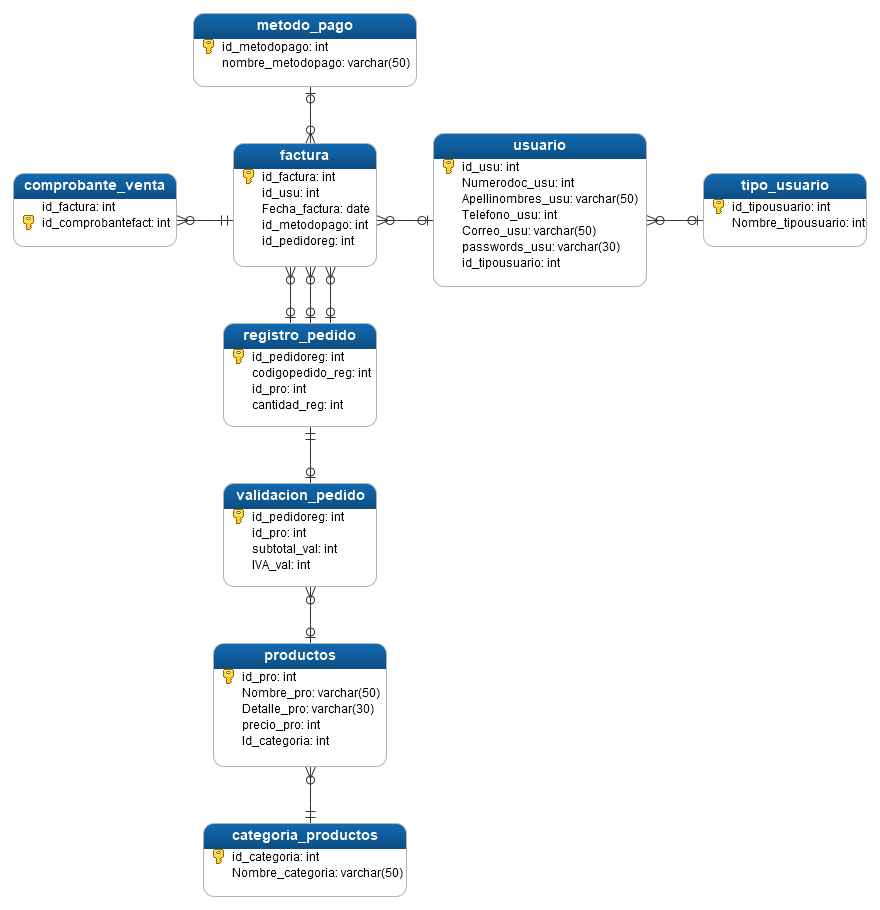 metodo_pago
id_metodopago: int
nombre_metodopago: varchar(50)
factura
id_factura: int
id_usu: int
Fecha_factura: date
id_metodopago: int
id_pedidoreg: int
usuario
id_usu: int
Numerodoc_usu: int
Apellinombres_usu: varchar(50)
Telefono_usu: int
Correo_usu: varchar(50)
passwords_usu: varchar(30)
id_tipousuario: int
comprobante_venta
id_factura: int
id_comprobantefact: int
tipo_usuario
id_tipousuario: int
Nombre_tipousuario: int
registro_pedido
id_pedidoreg: int
codigopedido_reg: int
id_pro: int
cantidad_reg: int
validacion_pedido
id_pedidoreg: int
id_pro: int
subtotal_val: int
IVA_val: int
productos
id_pro: int
Nombre_pro: varchar(50)
Detalle_pro: varchar(30)
precio_pro: int
Id_categoria: int
categoria_productos
id_categoria: int
Nombre_categoria: varchar(50)